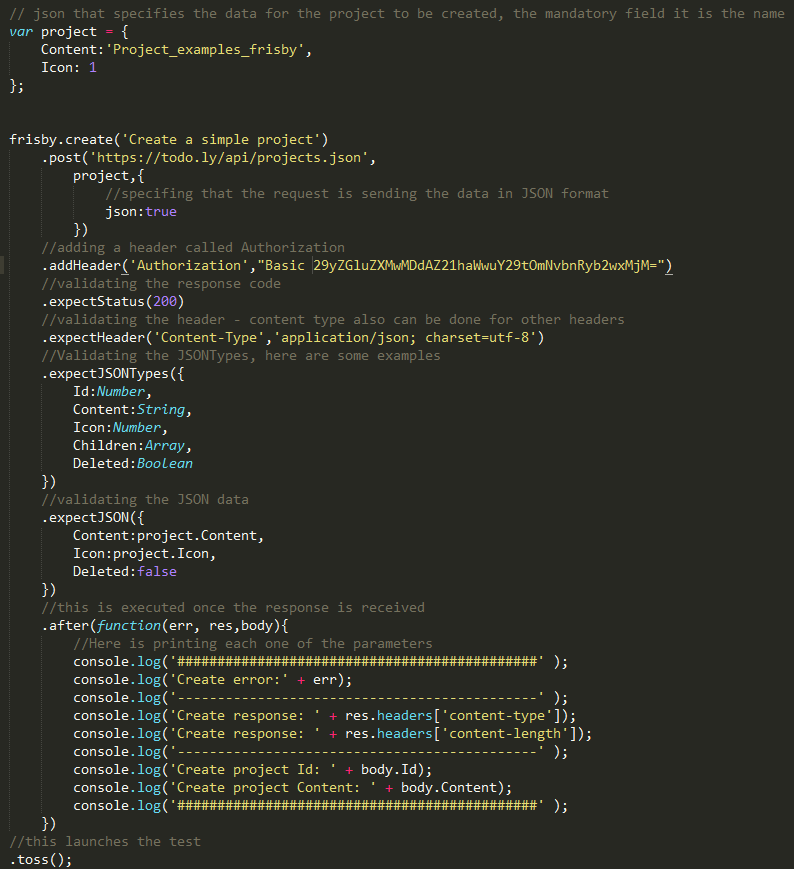 // json that specifies the data for the project to be created, the mandatory field it is the name
var project = {
    Content:'Project_examples_frisby',
    Icon: 1
};
frisby.create('Create a simple project')
    .post('https://todo.ly/api/projects.json',
        project,{
            //specifing that the request is sending the data in JSON format
            json:true
        })
    //adding a header called Authorization
    .addHeader('Authorization',"Basic 29yZGluZXMwMDdAZ21haWwuY29tOmNvbnRyb2wxMjM=")
    //validating the response code
    .expectStatus(200)
    //validating the header - content type also can be done for other headers
    .expectHeader('Content-Type','application/json; charset=utf-8')
    //Validating the JSONTypes, here are some examples
    .expectJSONTypes({
        Id:Number,
        Content:String,
        Icon:Number,
        Children:Array,
        Deleted:Boolean
    })
    //validating the JSON data
    .expectJSON({
        Content:project.Content,
        Icon:project.Icon,
        Deleted:false
    })
    //this is executed once the response is received
    .after(function(err, res,body){
        //Here is printing each one of the parameters
        console.log('#############################################' );
        console.log('Create error:' + err);
        console.log('---------------------------------------------' );
        console.log('Create response: ' + res.headers['content-type']);
        console.log('Create response: ' + res.headers['content-length']);
        console.log('---------------------------------------------' );
        console.log('Create project Id: ' + body.Id);
        console.log('Create project Content: ' + body.Content);
        console.log('#############################################' );
    })
//this launches the test
.toss();